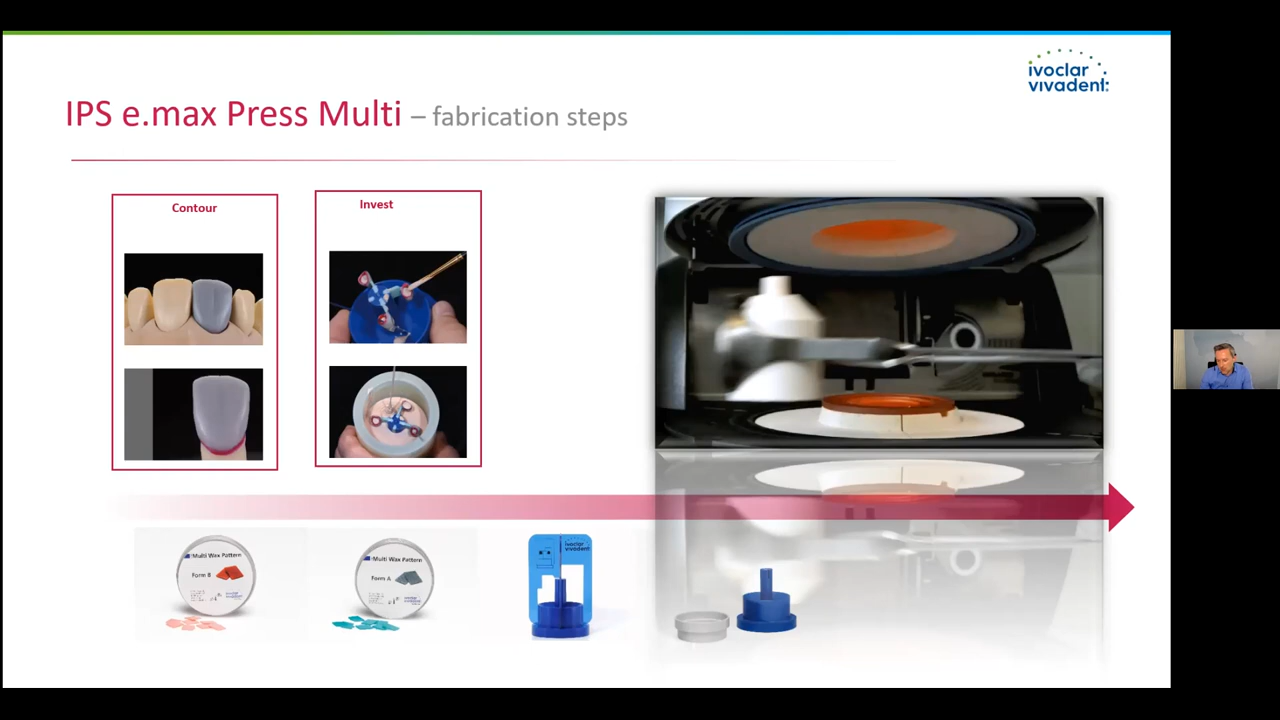 ivoclar
vivadent:
IPS e.max Press Multi – fabrication steps
Contour
Invest
Multi Wax Pattern
Form B
Multi Wax Pattern
Form A
ivoclar
vivadent